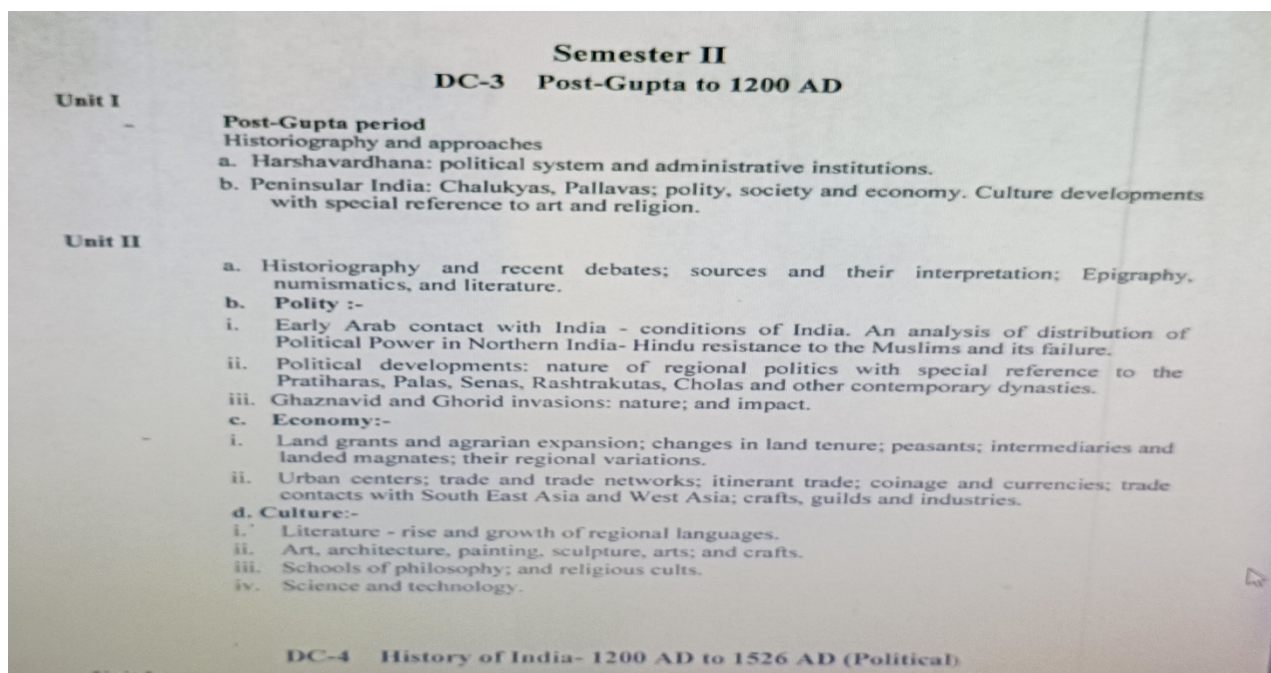 Semester II
DC-3 Post-Gupta to 1200 AD
Unit I
Post-Gupta period
Historiography and approaches
a. Harshavardhana: political system and administrative institutions.
b. Peninsular India: Chalukyas, Pallavas; polity, society and economy. Culture developments
with special reference to art and religion.
Unit II
a. Historiography and recent debates; sources and their interpretation; Epigraphy,
numismatics, and literature.
b. Polity :-
i. Early Arab contact with India - conditions of India. An analysis of distribution of
Political Power in Northern India- Hindu resistance to the Muslims and its failure.
ii. Political developments: nature of regional politics with special reference to the
Pratiharas, Palas, Senas, Rashtrakutas, Cholas and other contemporary dynasties.
iii. Ghaznavid and Ghorid invasions: nature; and impact.
c. Economy:-
i. Land grants and agrarian expansion; changes in land tenure; peasants; intermediaries and
landed magnates; their regional variations.
ii. Urban centers; trade and trade networks; itinerant trade; coinage and currencies; trade
contacts with South East Asia and West Asia; crafts, guilds and industries.
d. Culture:-
i. Literature - rise and growth of regional languages.
ii. Art, architecture, painting, sculpture, arts; and crafts.
iii. Schools of philosophy; and religious cults.
iv. Science and technology.
DC-4 History of India- 1200 AD to 1526 AD (Political)